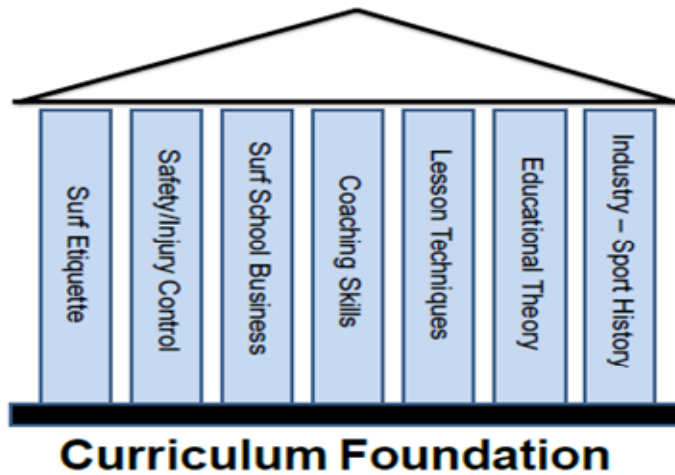 Surf Etiquette
Safety/Injury Control
Surf School Business
Coaching Skills
Lesson Techniques
Educational Theory
Industry – Sport History
Curriculum Foundation